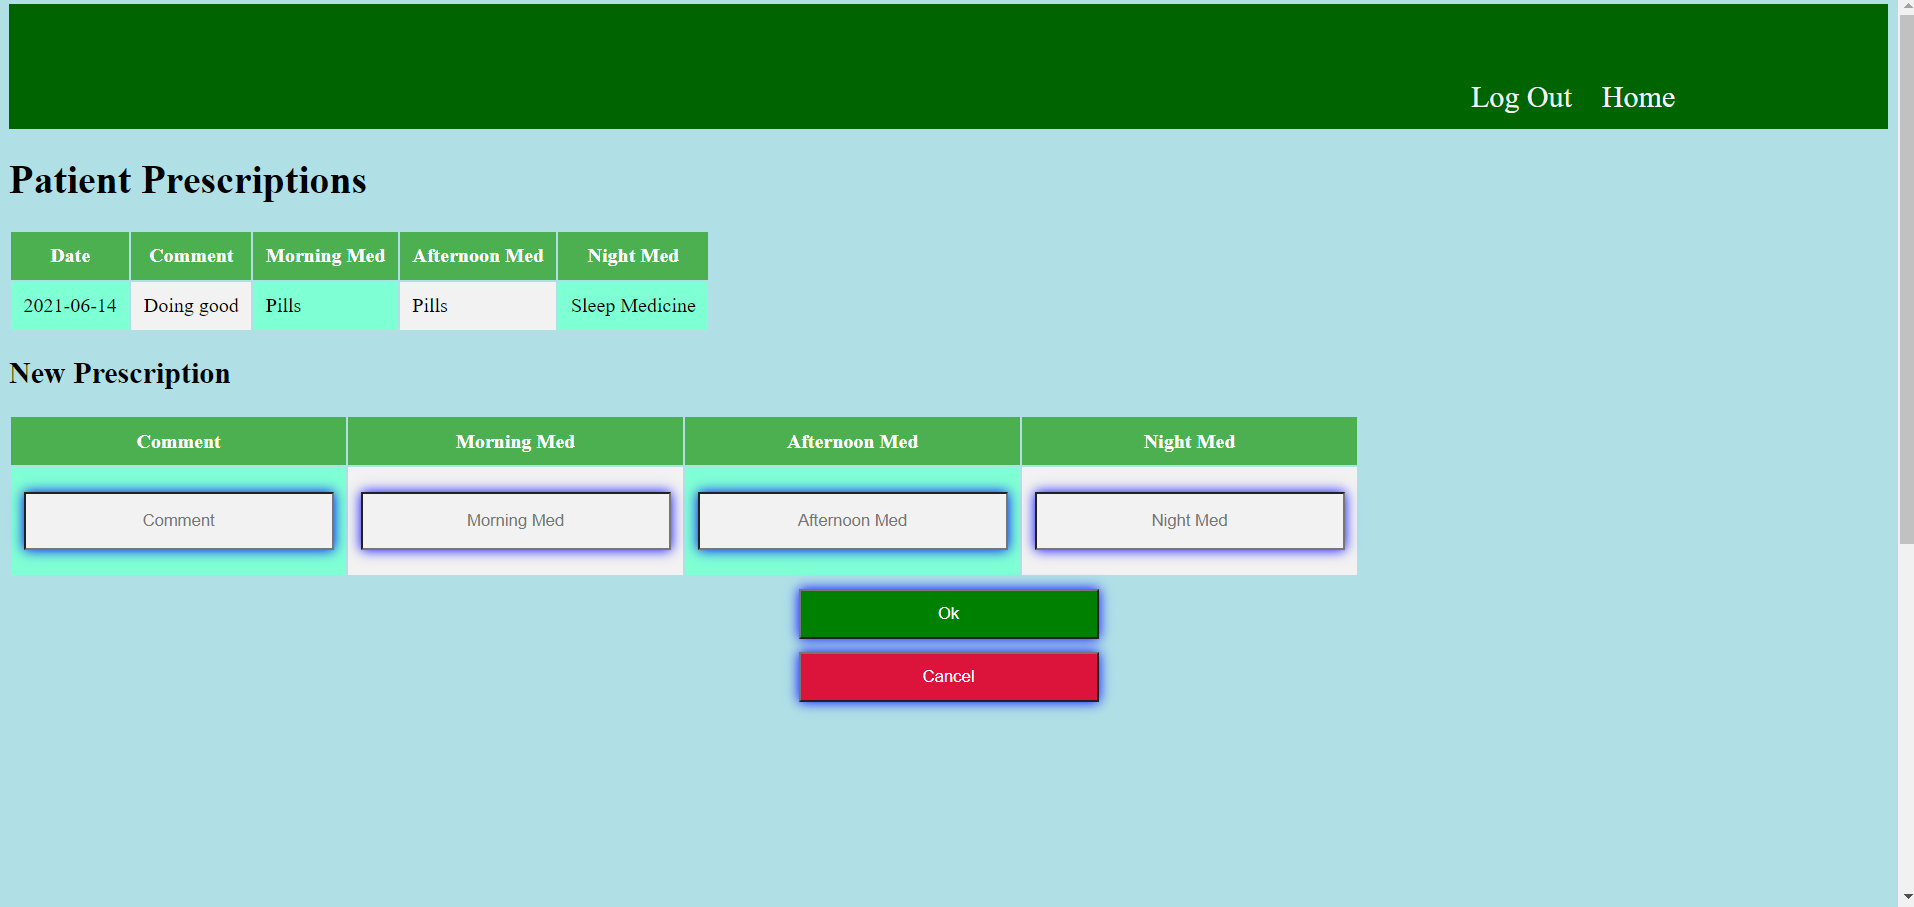 Log Out Home
Patient Prescriptions
Date Comment Morning Med Afternoon Med Night Med
2021-06-14 Doing good Pills Pills Sleep Medicine
New Prescription
Comment Morning Med Afternoon Med Night Med
Comment Morning Med Afternoon Med Night Med
Ok
Cancel